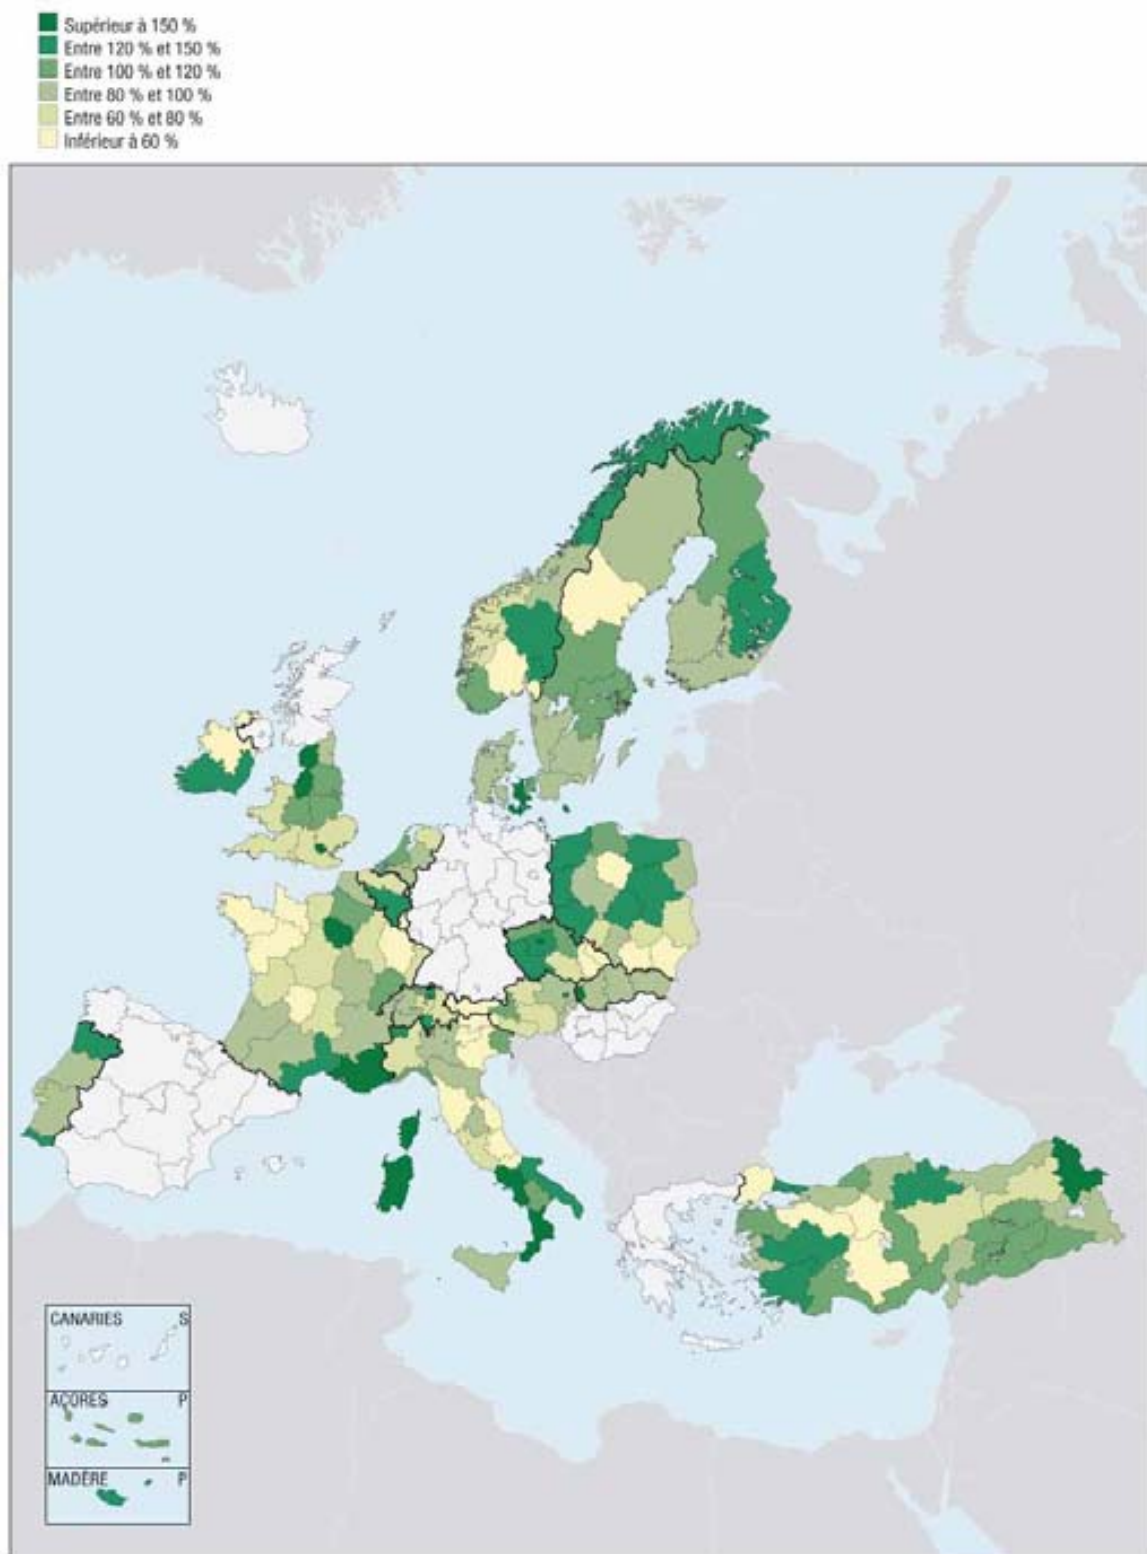 Supérieur à 150 %
Entre 120 % et 150 %
Entre 100 % et 120 %
Entre 80 % et 100 %
Entre 60 % et 80 %
Inférieur à 60 %
CANARIES S
AÇORES P
MADÈRE P